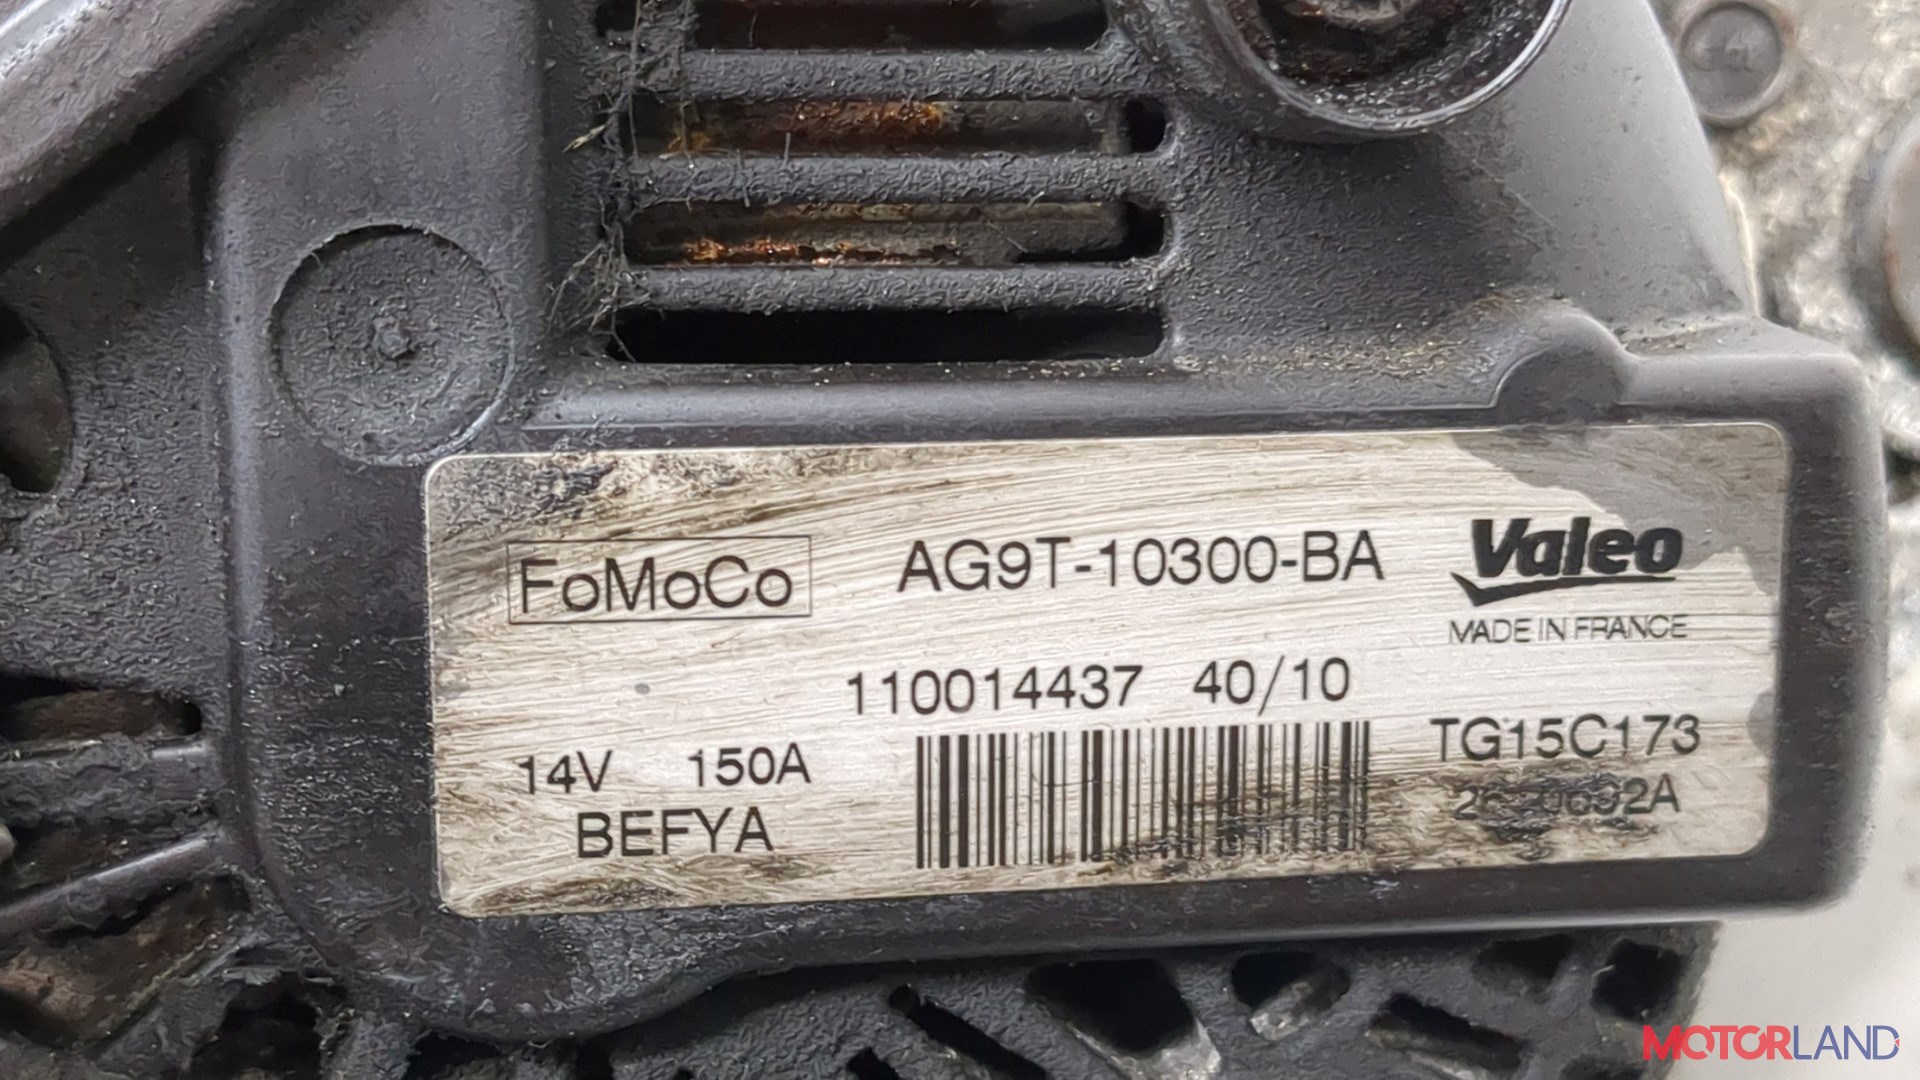 FoMoCo AG9T-10300-BA Valeo
MADE IN FRANCE
110014437 40/10
14V 150A TG15C173
BEFYA
MOTORLAND